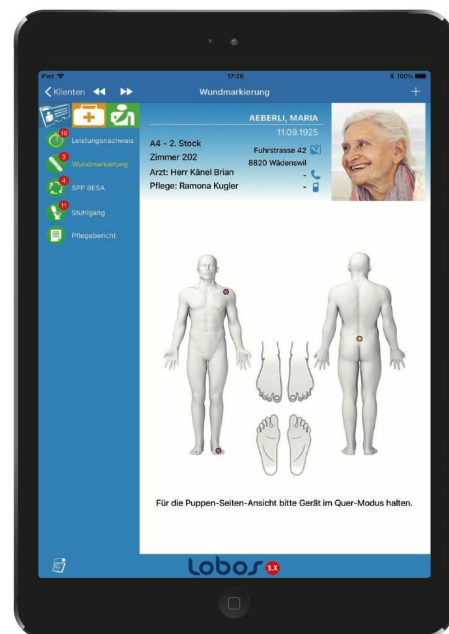 iPod 17:26 100%
Klienten Wundmarkierung +
AEBERLI, MARIA
11.09.1925
A4 - 2. Stock
Fuhrstrasse 42
Zimmer 202
8820 Wädenswil
Arzt: Herr Känel Brian -
Pflege: Ramona Kugler -
10
Leistungsnachweis
3
Wundmarkierung
4
SPP BESA
11
Stuhlgang
Pflegebericht
Für die Puppen-Seiten-Ansicht bitte Gerät im Quer-Modus halten.
Lobos 3.X